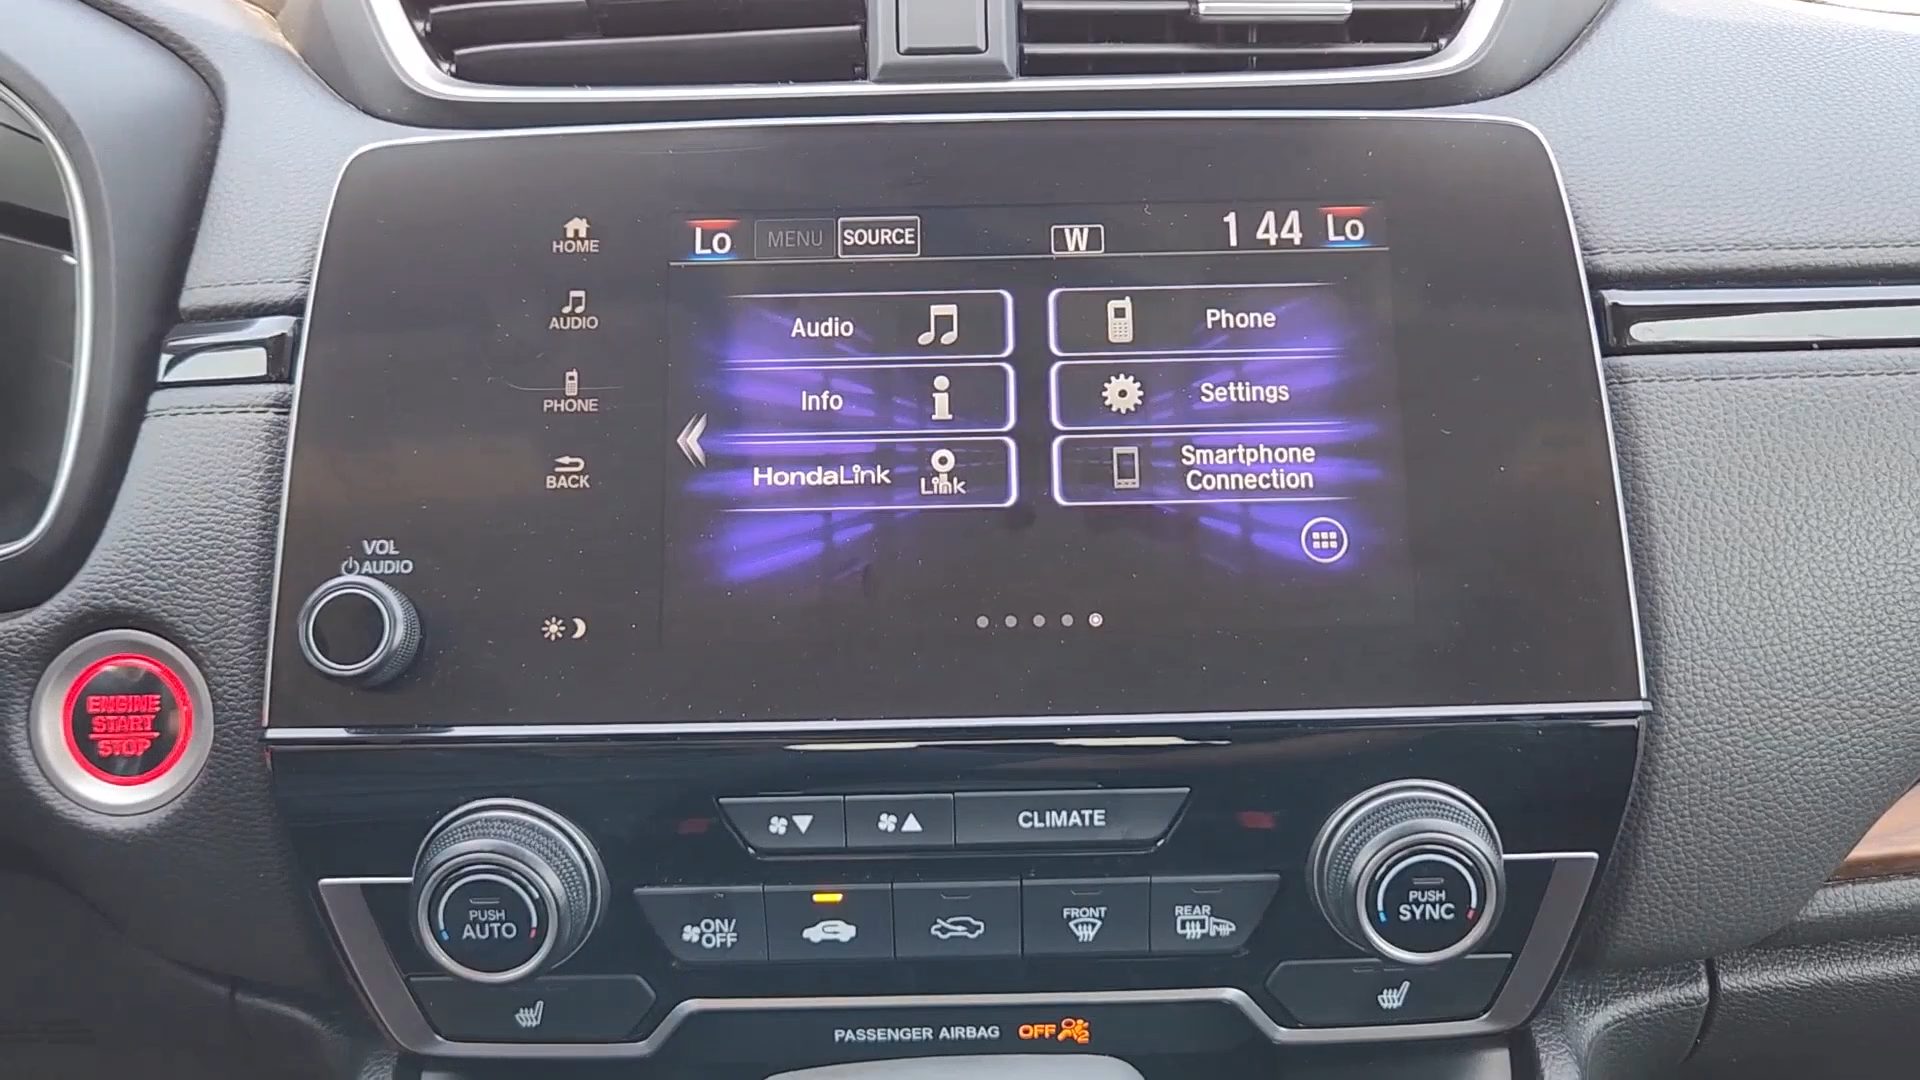 HOME
AUDIO
PHONE
BACK
VOL
AUDIO
Lo MENU SOURCE W 1 44 Lo
Audio
Phone
Info
Settings
HondaLink Link
Smartphone
Connection
ENGINE
START
STOP
CLIMATE
PUSH
AUTO
ON/
OFF
FRONT
REAR
PUSH
SYNC
PASSENGER AIRBAG OFF 2